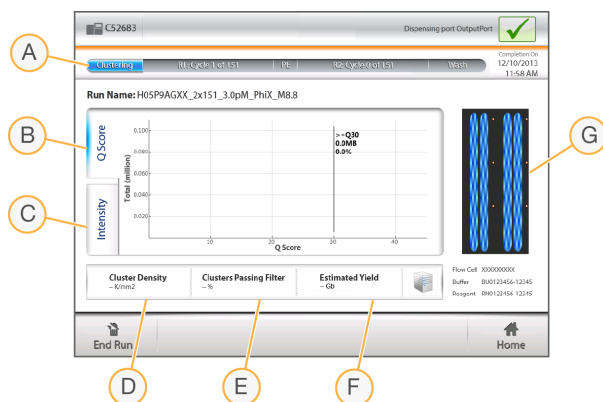 C52683
Dispensing port OutputPort
A
Clustering
R1: Cycle 1 of 151
PE
R2: Cycle 0 of 151
Wash
Completion On
12/10/2013
11:58 AM
Run Name: H05P9AGXX_2x151_3.0pM_PhiX_M8.8
B
Q Score
C
Intensity
Total (million)
0.100
0.080
0.060
0.040
0.020
>=Q30
0.0MB
0.0%
10
20
30
40
Q Score
G
Cluster Density
-- K/mm2
Clusters Passing Filter
-- %
Estimated Yield
-- Gb
Flow Cell XXXXXXXXX
Buffer BU0123456-12345
Reagent RN0123456-12345
End Run
Home
D
E
F